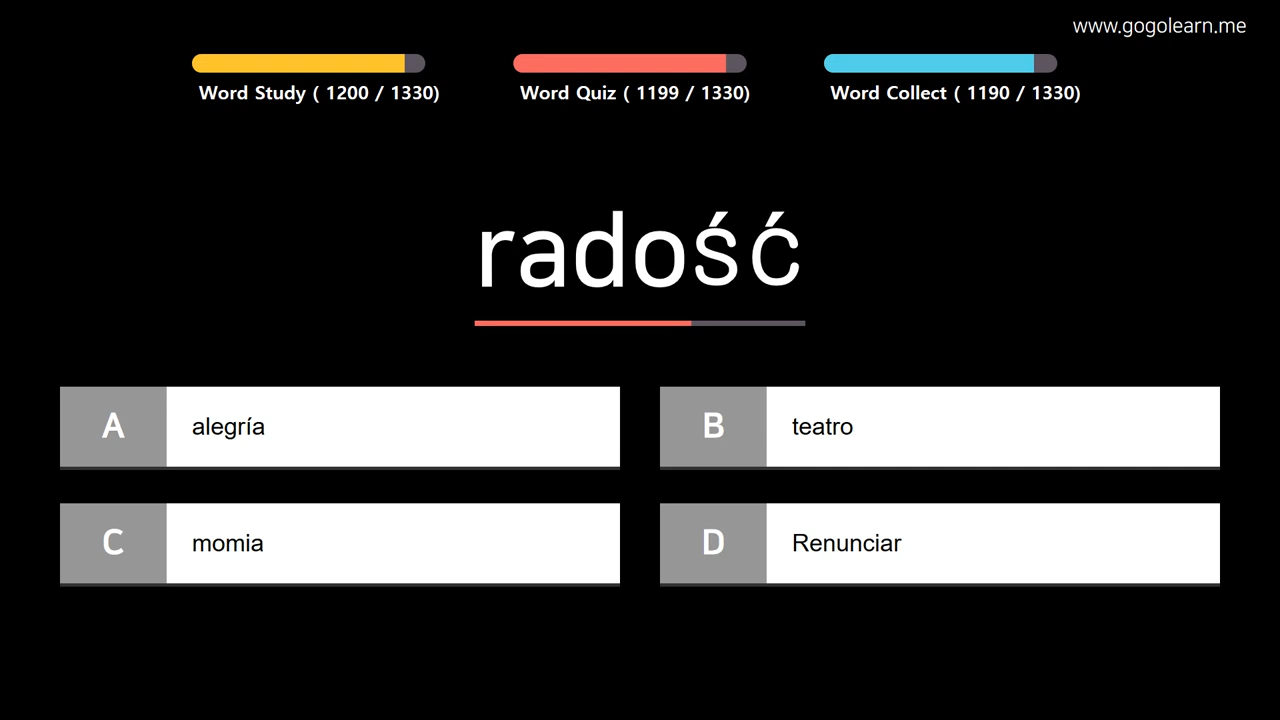 www.gogolearn.me
Word Study ( 1200 / 1330)
Word Quiz ( 1199 / 1330)
Word Collect ( 1190 / 1330)
radość
A alegría
B teatro
C momia
D Renunciar